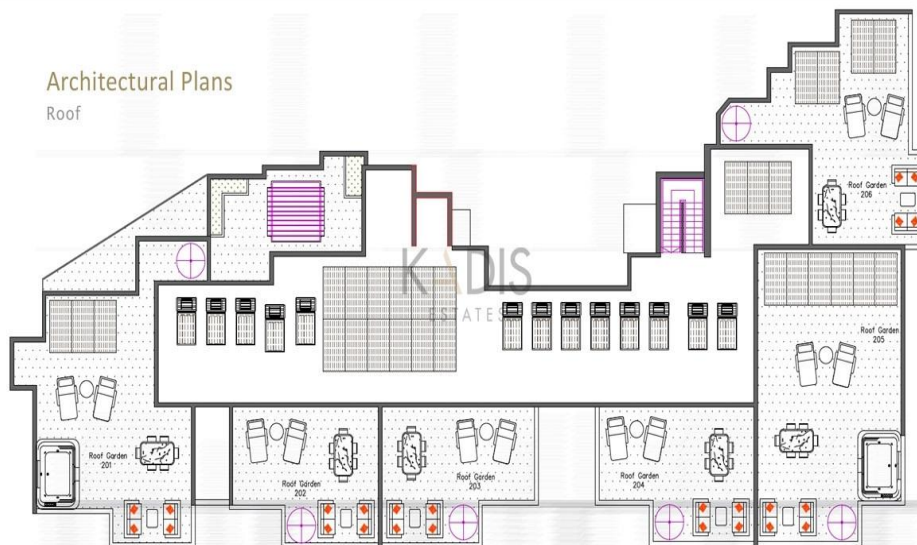 Architectural Plans
Roof
KADIS
ESTATES
Roof Garden
206
Roof Garden
205
Roof Garden
201
Roof Garden
202
Roof Garden
203
Roof Garden
204